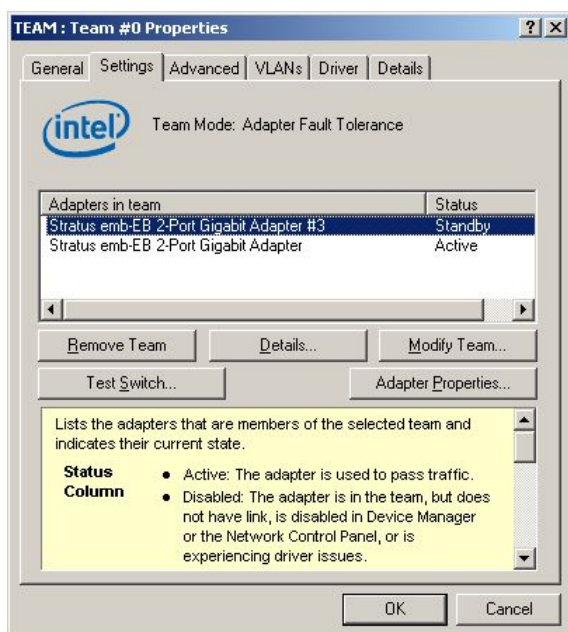 TEAM : Team #0 Properties
? X
General Settings Advanced VLANs Driver Details
intel
Team Mode: Adapter Fault Tolerance
Adapters in team Status
Stratus emb-EB 2-Port Gigabit Adapter #3 Standby
Stratus emb-EB 2-Port Gigabit Adapter Active
Remove Team Details... Modify Team...
Test Switch... Adapter Properties...
Lists the adapters that are members of the selected team and
indicates their current state.
Status Column
• Active: The adapter is used to pass traffic.
• Disabled: The adapter is in the team, but does
not have link, is disabled in Device Manager
or the Network Control Panel, or is
experiencing driver issues.
OK Cancel